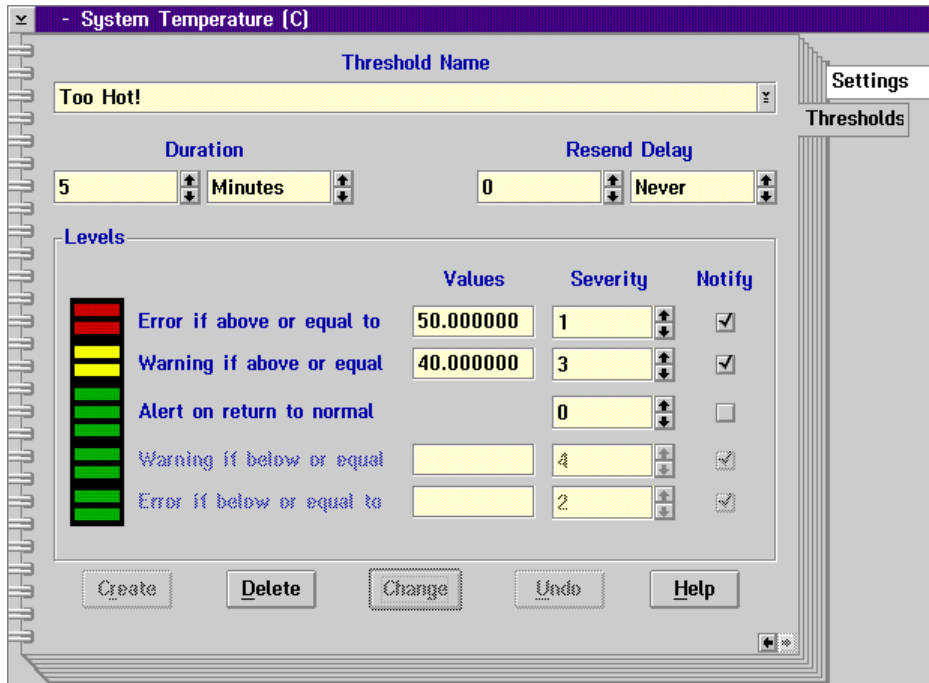 - System Temperature (C)
Threshold Name
Settings
Too Hot!
Thresholds
Duration Resend Delay
5 Minutes 0 Never
Levels
Values Severity Notify
Error if above or equal to 50.000000 1
Warning if above or equal 40.000000 3
Alert on return to normal 0
Warning if below or equal 4
Error if below or equal to 2
Create Delete Change Undo Help